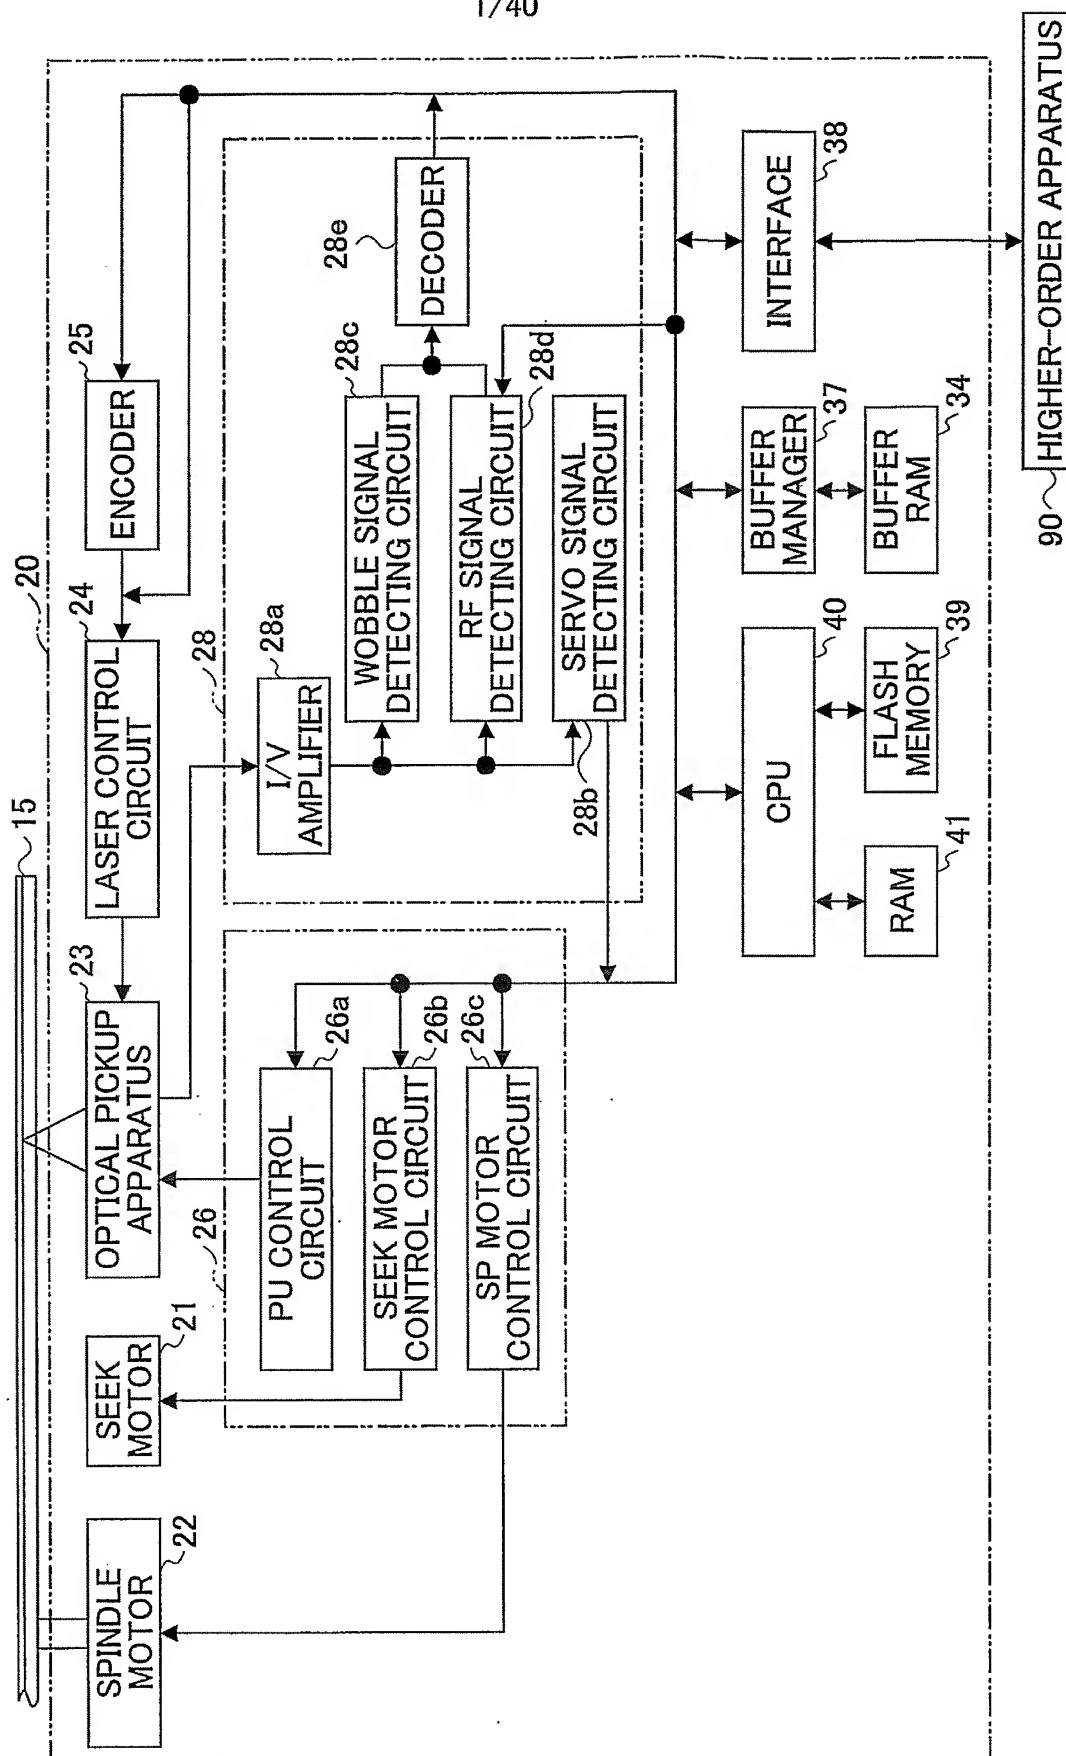 1/40
15
20
SPINDLE
MOTOR
22
SEEK
MOTOR
21
OPTICAL PICKUP
APPARATUS
23
LASER CONTROL
CIRCUIT
24
ENCODER
25
26
PU CONTROL
CIRCUIT
26a
SEEK MOTOR
CONTROL CIRCUIT
26b
SP MOTOR
CONTROL CIRCUIT
26c
28
I/V
AMPLIFIER
28a
WOBBLE SIGNAL
DETECTING CIRCUIT
28c
RF SIGNAL
DETECTING CIRCUIT
28d
SERVO SIGNAL
DETECTING CIRCUIT
28b
DECODER
28e
CPU
40
RAM
41
FLASH
MEMORY
39
BUFFER
MANAGER
37
BUFFER
RAM
34
INTERFACE
38
90
HIGHER-ORDER APPARATUS